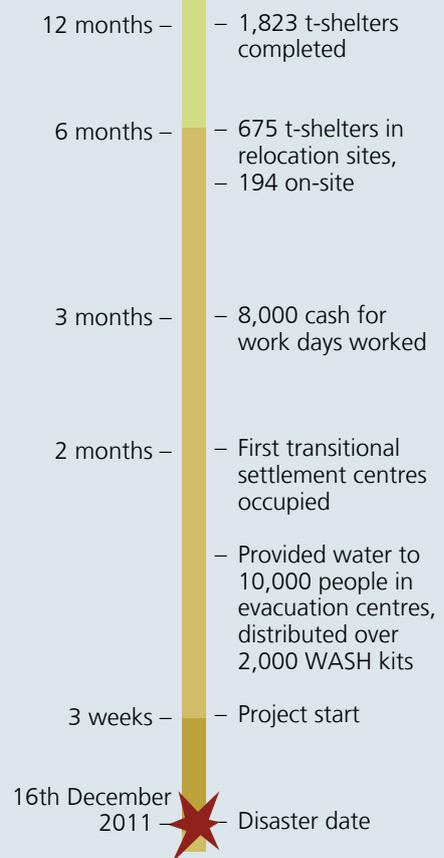 12 months –
– 1,823 t-shelters
completed
6 months –
– 675 t-shelters in
relocation sites,
– 194 on-site
3 months –
– 8,000 cash for
work days worked
2 months –
– First transitional
settlement centres
occupied
– Provided water to
10,000 people in
evacuation centres,
distributed over
2,000 WASH kits
3 weeks –
– Project start
16th December
2011 –
– Disaster date